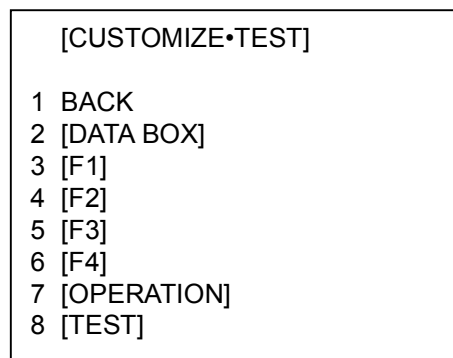 [CUSTOMIZE•TEST]
1 BACK
2 [DATA BOX]
3 [F1]
4 [F2]
5 [F3]
6 [F4]
7 [OPERATION]
8 [TEST]